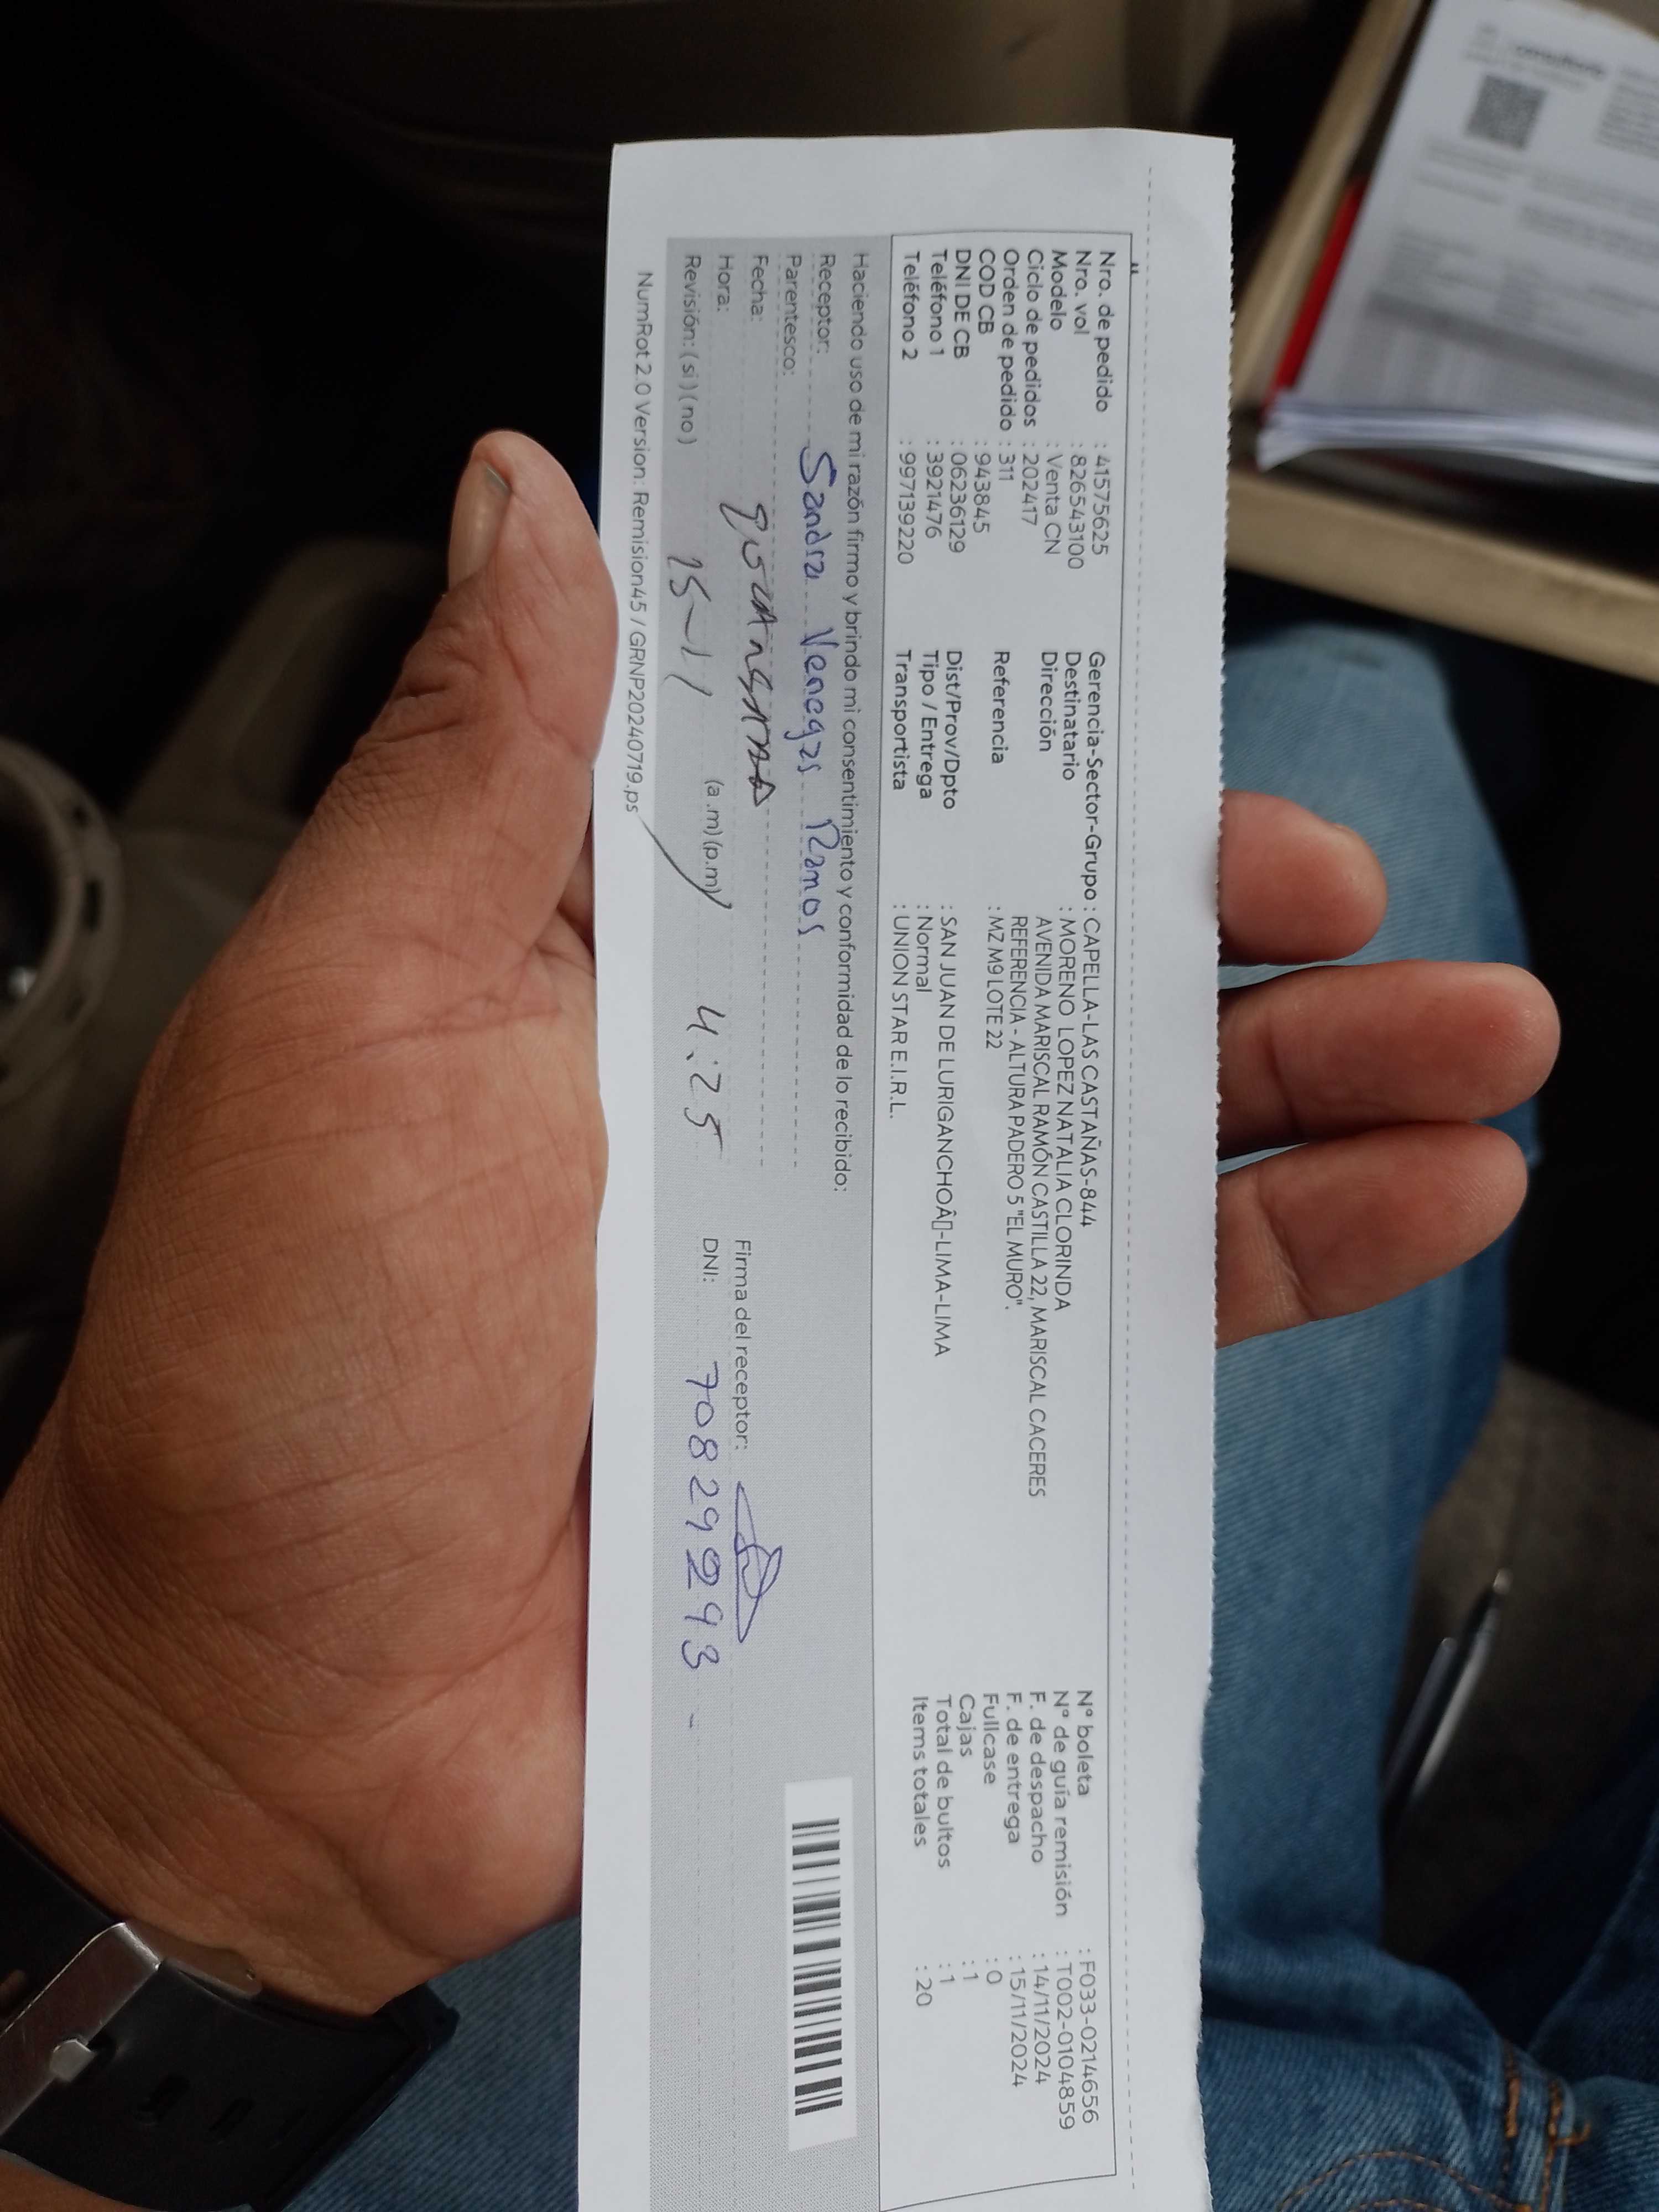 Nro. de pedido : 41575625
Nro. vol : 826543100
Modelo : Venta CN
Ciclo de pedidos : 202417
Orden de pedido : 311
COD CB : 943845
DNI DE CB : 06236129
Teléfono 1 : 3921476
Teléfono 2 : 997139220
Gerencia-Sector-Grupo : CAPELLA-LAS CASTAÑAS-844
Destinatario : MORENO LOPEZ NATALIA CLORINDA
Dirección AVENIDA MARISCAL RAMÓN CASTILLA 22, MARISCAL CACERES
REFERENCIA - ALTURA PADERO 5 "EL MURO".
Referencia : MZ M9 LOTE 22
Dist/Prov/Dpto : SAN JUAN DE LURIGANCHOÂ▯-LIMA-LIMA
Tipo / Entrega : Normal
Transportista : UNION STAR E.I.R.L.
N° boleta : F033-0214656
N° de guía remisión : T002-0104859
F. de despacho : 14/11/2024
F. de entrega : 15/11/2024
Fullcase : 0
Cajas : 1
Total de bultos : 1
Items totales : 20
Haciendo uso de mi razón firmo y brindo mi consentimiento y conformidad de lo recibido:
Receptor: Sandra Venegas Ramos
Parentesco:
Fecha:
Hora: 15-11 (a.m)(p.m) 4:25
Revisión: (si) (no)
Firma del receptor:
DNI: 70829293 -
NumRot 2.0 Version: Remision45 / GRNP20240719.ps